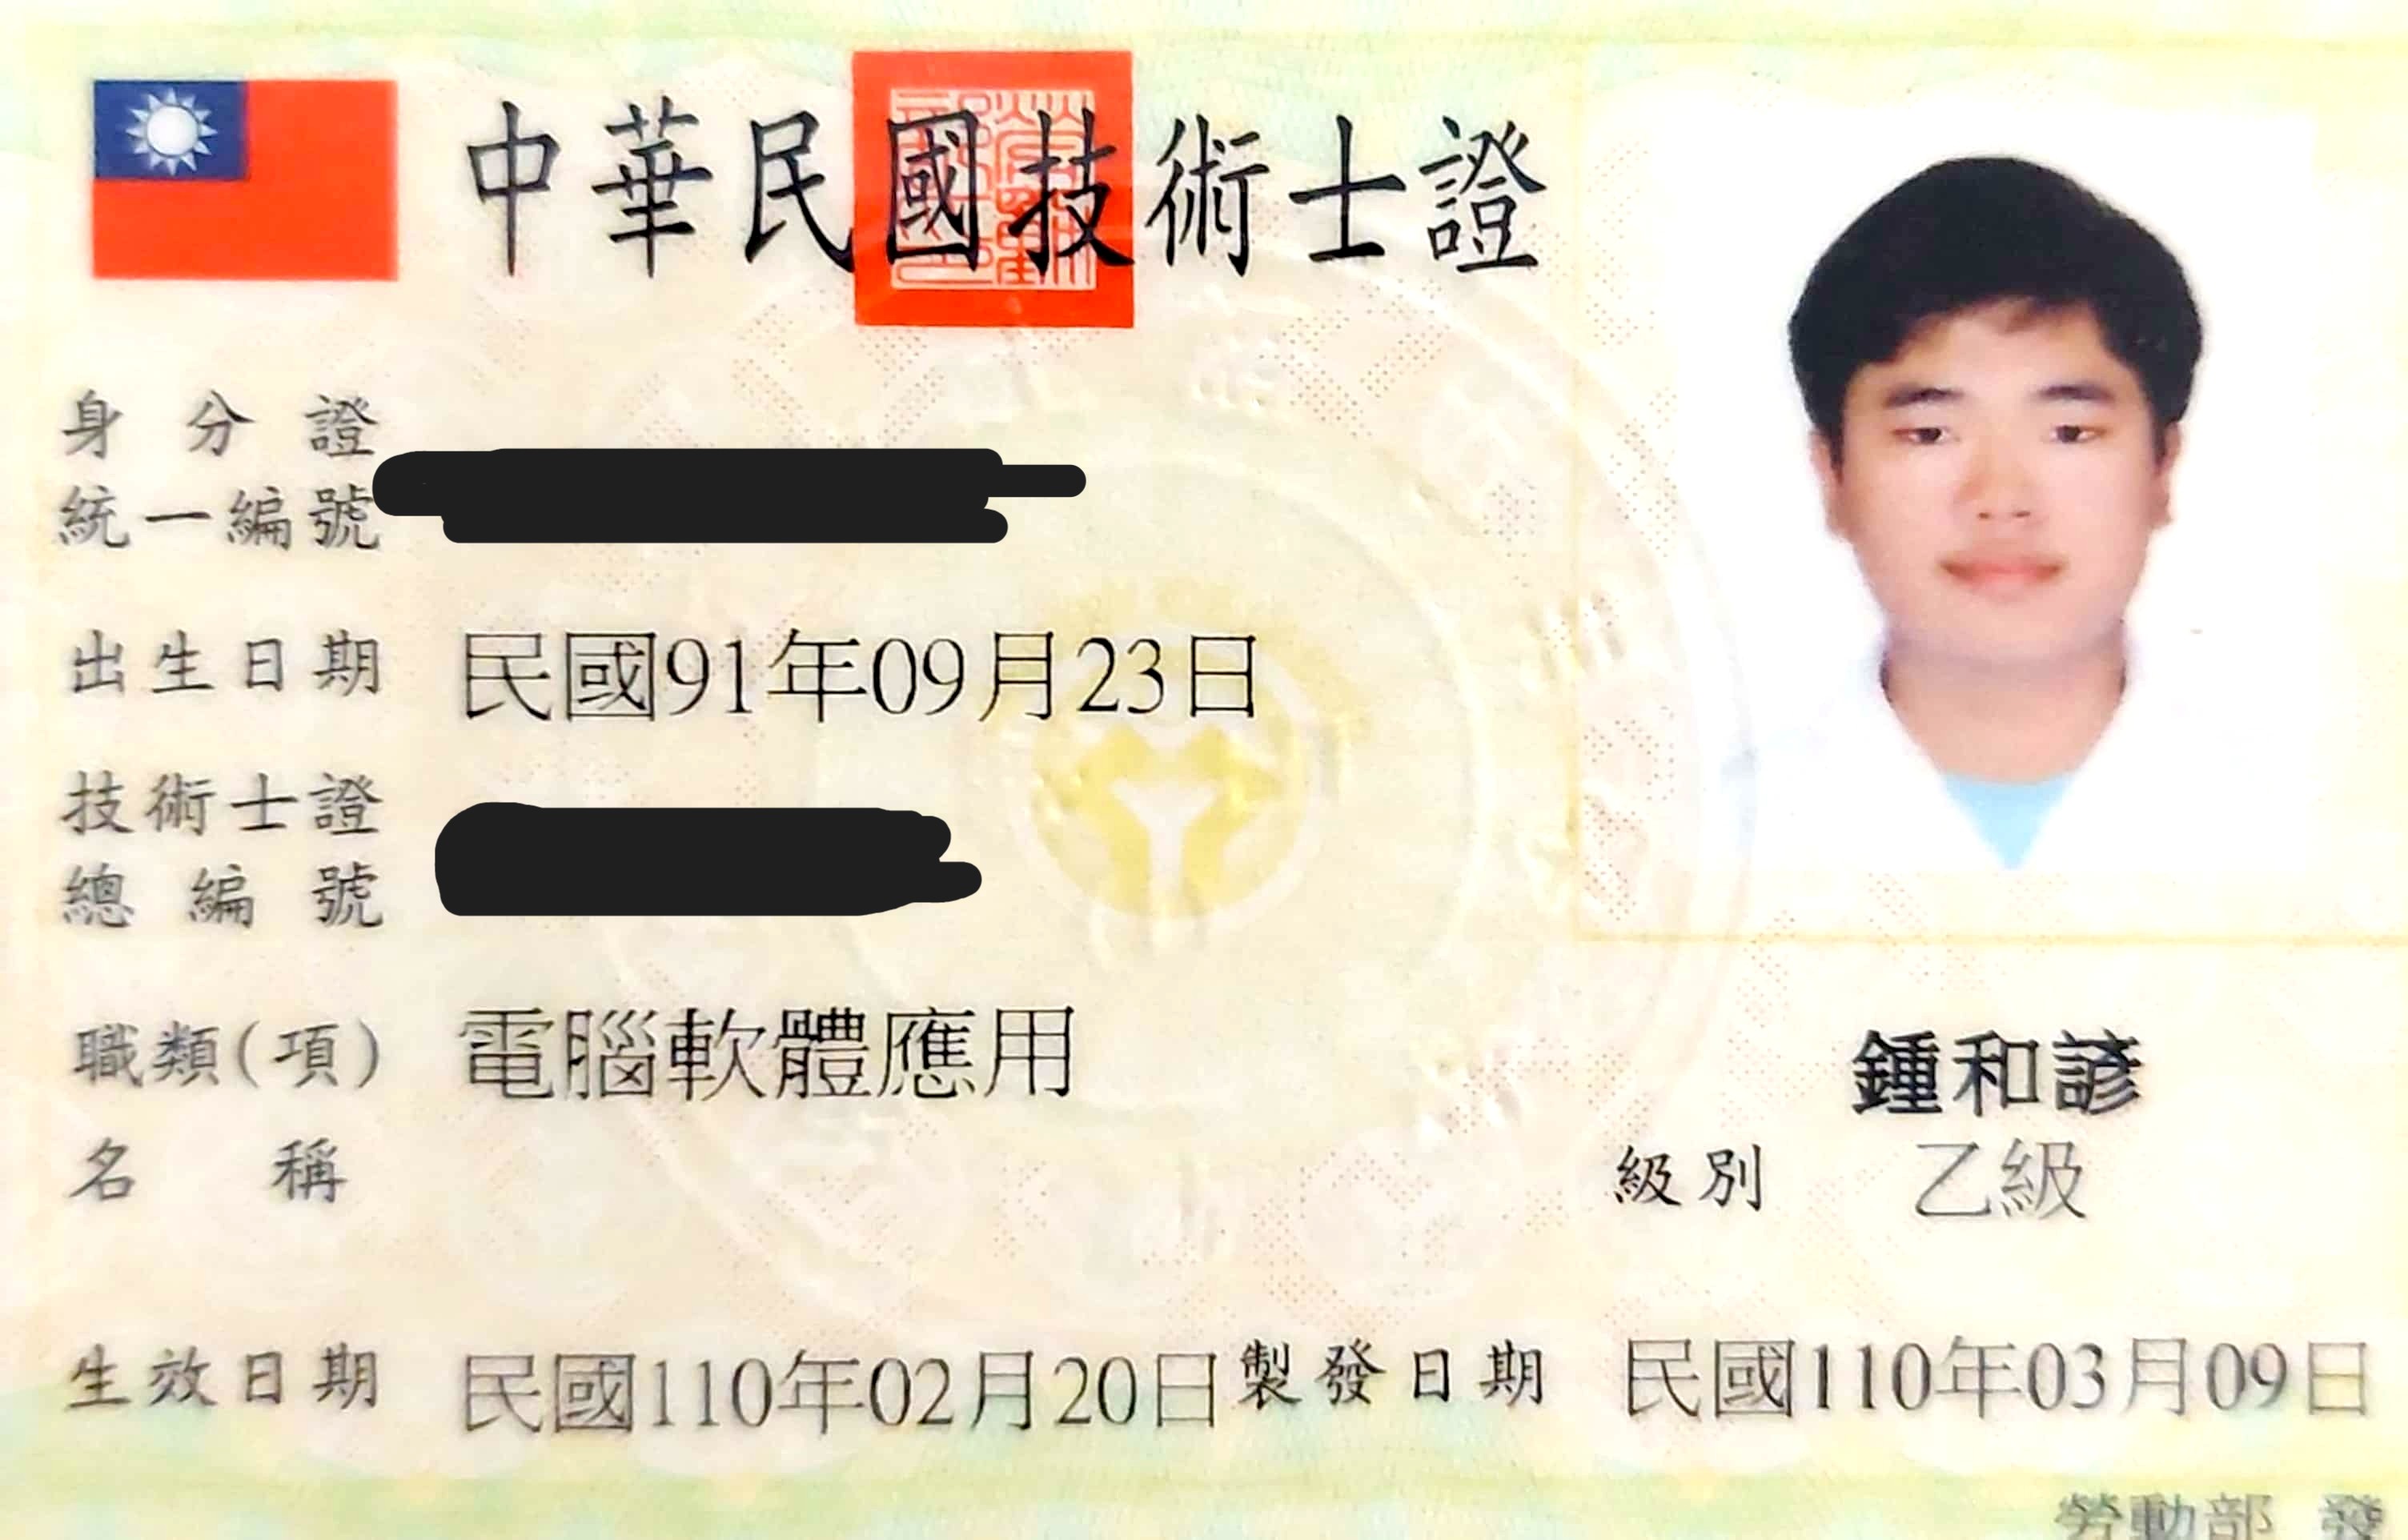 中華民國技術士證
身分證
統一編號
出生日期 民國91年09月23日
技術士證
總編號
職類(項) 電腦軟體應用
名稱
鍾和諺
級別 乙級
生效日期 民國110年02月20日 製發日期 民國110年03月09日
勞動部 發